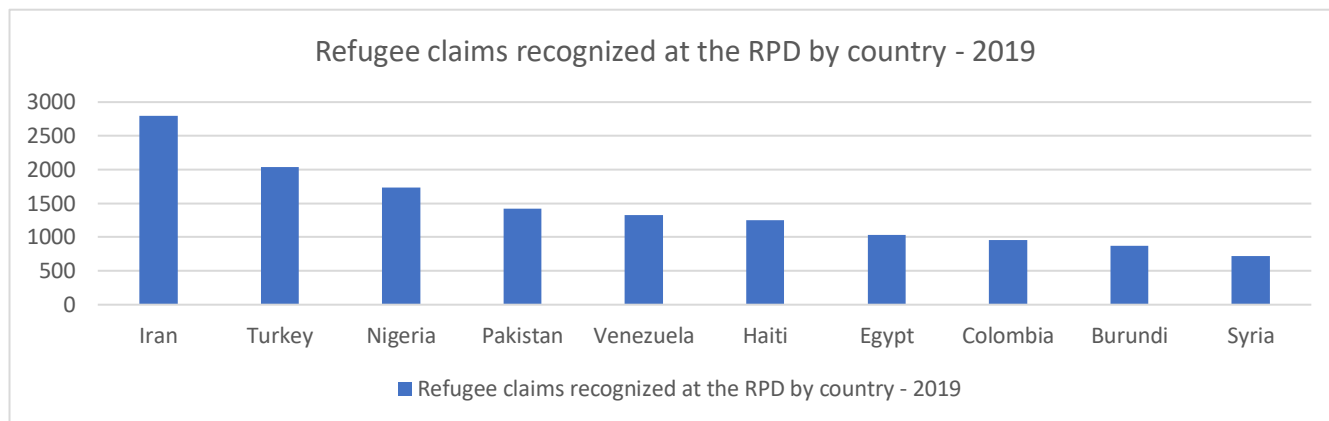 Refugee claims recognized at the RPD by country - 2019
3000
2500
2000
1500
1000
500
0
Iran Turkey Nigeria Pakistan Venezuela Haiti Egypt Colombia Burundi Syria
Refugee claims recognized at the RPD by country - 2019